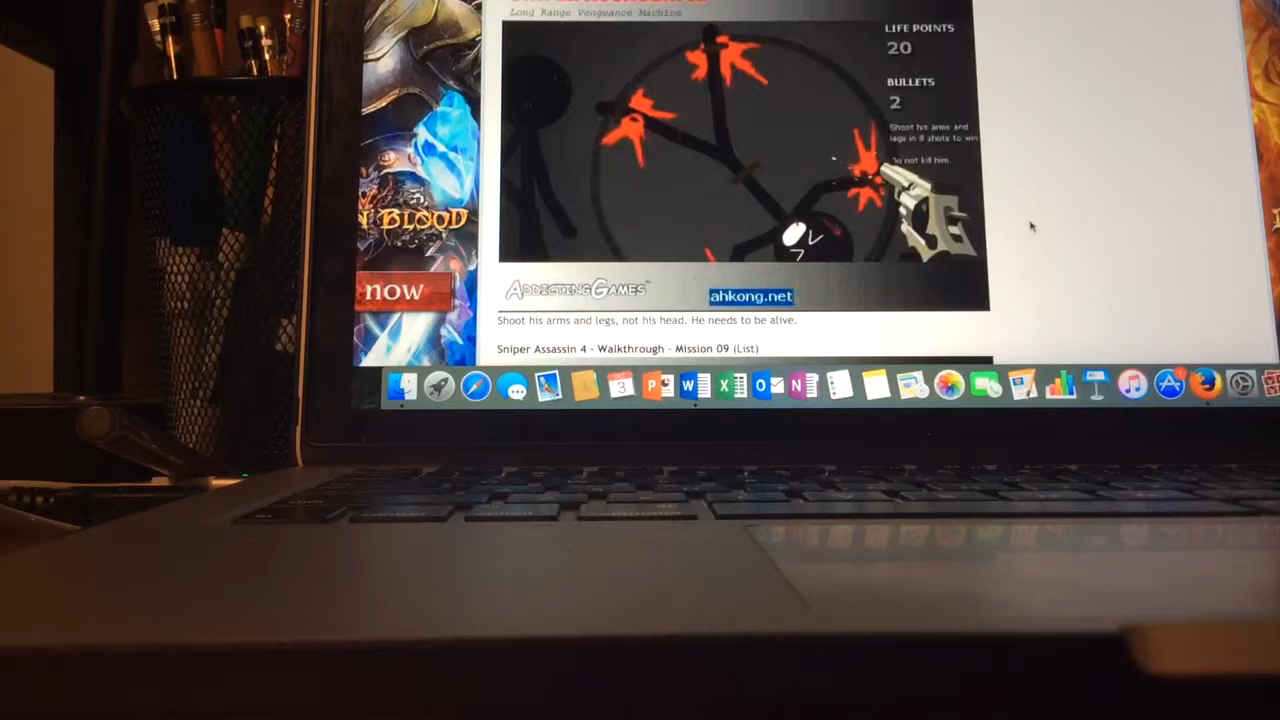 Long Range Vengeance Machine
LIFE POINTS
20
BULLETS
2
Shoot his arms and
legs in 8 shots to win
Do not kill him.
BLOOD
now
ADDICTINGGAMES
ahkong.net
Shoot his arms and legs, not his head. He needs to be alive.
Sniper Assassin 4 - Walkthrough - Mission 09 (List)
3
P
W
X
O
N